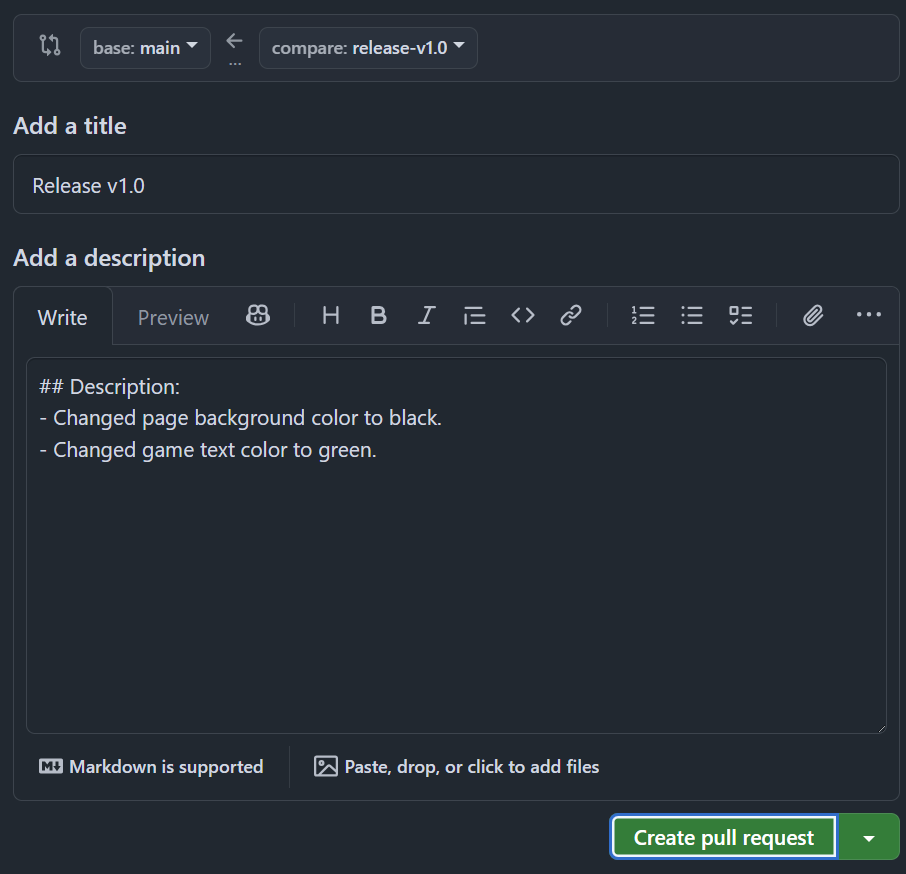 base: main ← compare: release-v1.0
...
Add a title
Release v1.0
Add a description
Write Preview H B I
## Description:
- Changed page background color to black.
- Changed game text color to green.
Markdown is supported Paste, drop, or click to add files
Create pull request